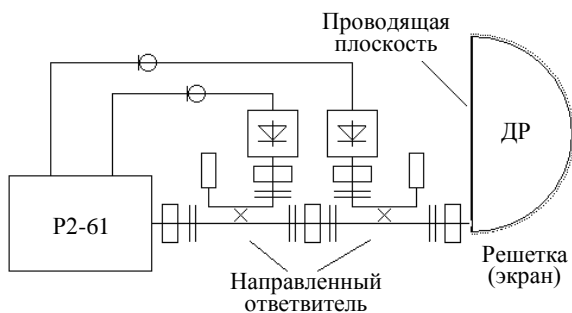 Проводящая
плоскость
ДР
Р2-61
Решетка
(экран)
Направленный
ответвитель